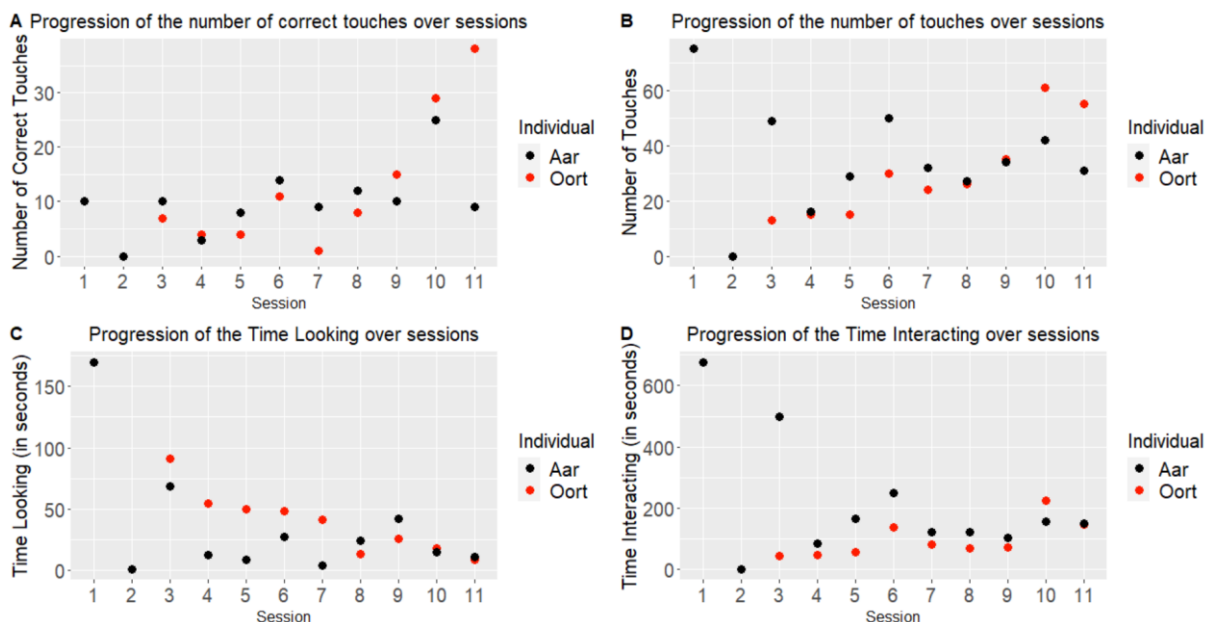 A Progression of the number of correct touches over sessions
Number of Correct Touches
30
20
10
0
1 2 3 4 5 6 7 8 9 10 11
Session
Individual
Aar
Oort
B Progression of the number of touches over sessions
Number of Touches
60
40
20
0
1 2 3 4 5 6 7 8 9 10 11
Session
Individual
Aar
Oort
C Progression of the Time Looking over sessions
Time Looking (in seconds)
150
100
50
0
1 2 3 4 5 6 7 8 9 10 11
Session
Individual
Aar
Oort
D Progression of the Time Interacting over sessions
Time Interacting (in seconds)
600
400
200
0
1 2 3 4 5 6 7 8 9 10 11
Session
Individual
Aar
Oort